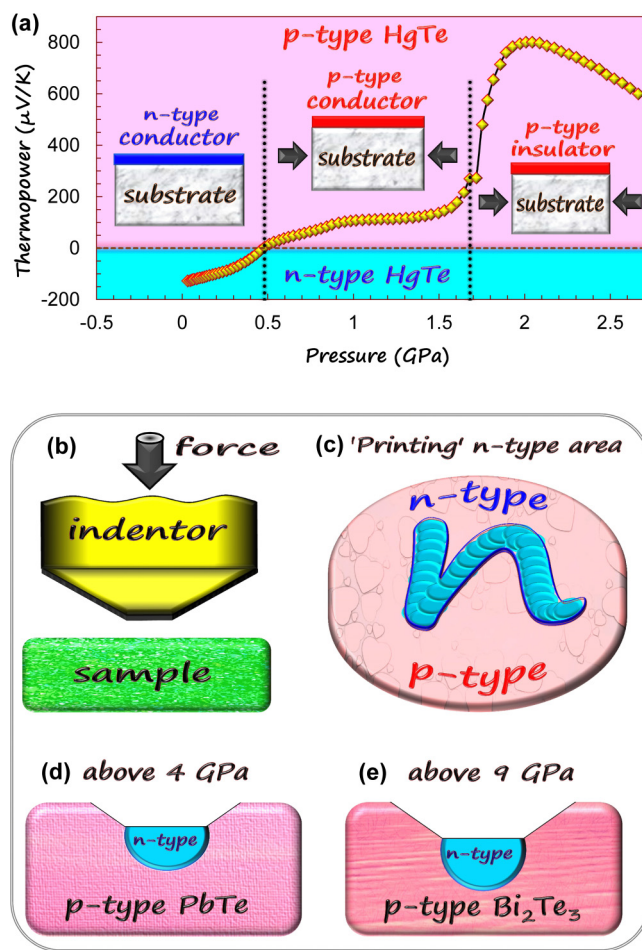 (a)
Thermopower (μV/K)
800
600
400
200
0
-200
p-type HgTe
n-type
conductor
substrate
p-type
conductor
substrate
p-type
insulator
substrate
n-type HgTe
-0.5 0 0.5 1 1.5 2 2.5
Pressure (GPa)
(b)
force
indentor
sample
(c) 'Printing' n-type area
n-type
p-type
(d) above 4 GPa
n-type
p-type PbTe
(e) above 9 GPa
n-type
p-type Bi₂Te₃